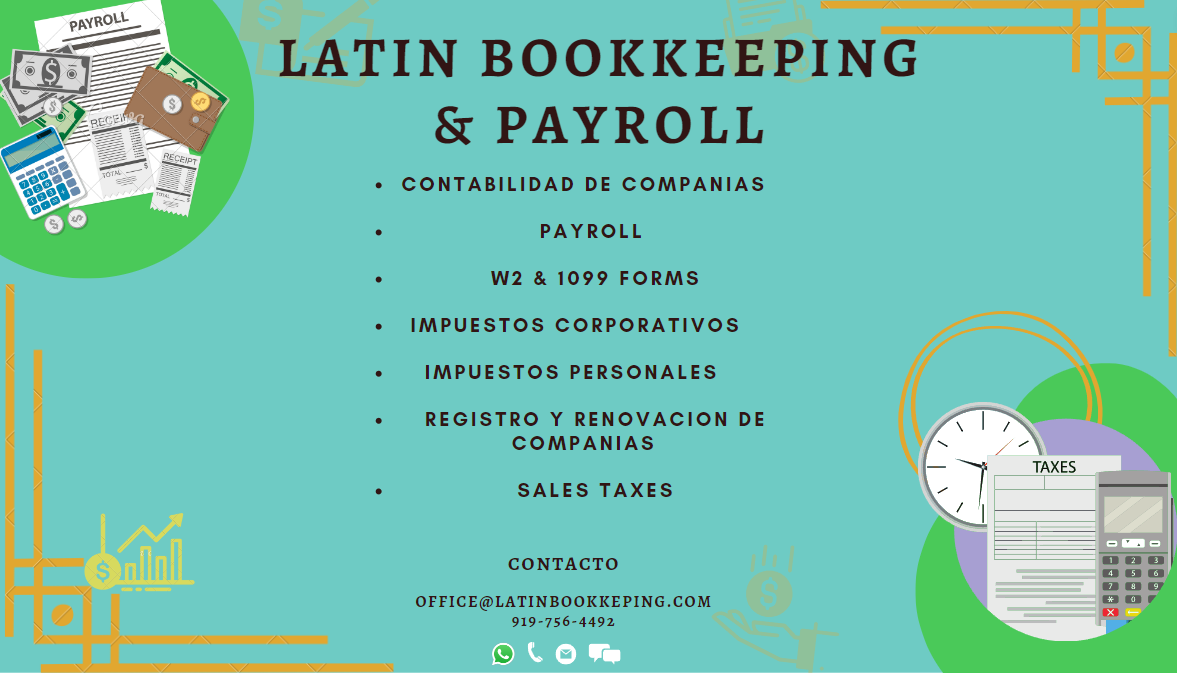 PAYROLL
RECEIPT
TOTAL $
RECEIPT
TOTAL $
LATIN BOOKKEEPING
& PAYROLL
• CONTABILIDAD DE COMPANIAS
• PAYROLL
• W2 & 1099 FORMS
• IMPUESTOS CORPORATIVOS
• IMPUESTOS PERSONALES
• REGISTRO Y RENOVACION DE
COMPANIAS
• SALES TAXES
TAXES
CONTACTO
OFFICE@LATINBOOKKEPING.COM
919-756-4492